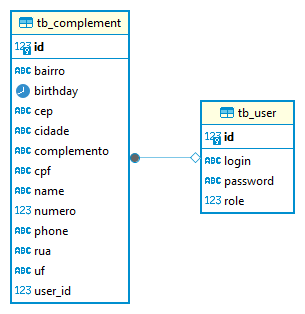 tb_complement
123 id
ABC bairro
birthday
ABC cep
ABC cidade
ABC complemento
ABC cpf
ABC name
123 numero
ABC phone
ABC rua
ABC uf
123 user_id
tb_user
123 id
ABC login
ABC password
123 role